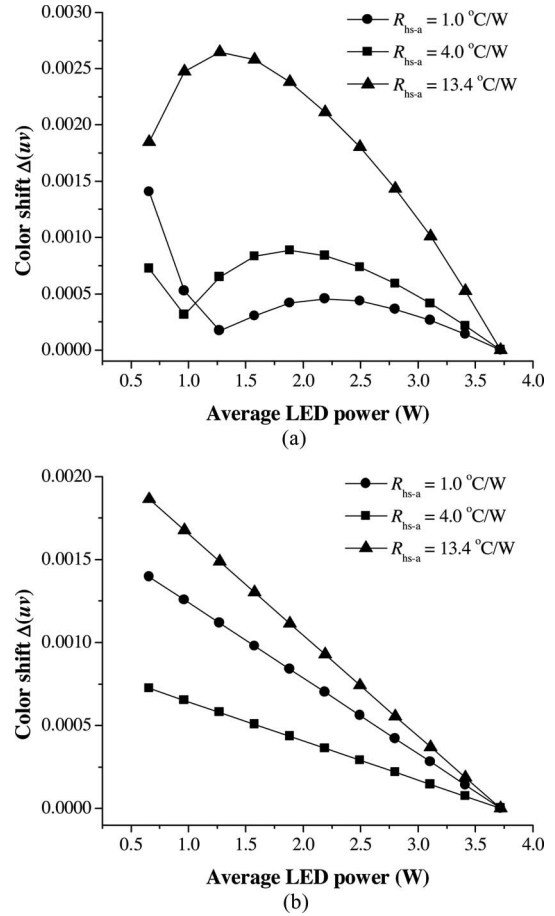 0.0030
0.0025
0.0020
0.0015
0.0010
0.0005
0.0000
Color shift Δ(uv)
R_hs-a = 1.0 °C/W
R_hs-a = 4.0 °C/W
R_hs-a = 13.4 °C/W
0.5 1.0 1.5 2.0 2.5 3.0 3.5 4.0
Average LED power (W)
(a)
0.0020
0.0015
0.0010
0.0005
0.0000
Color shift Δ(uv)
R_hs-a = 1.0 °C/W
R_hs-a = 4.0 °C/W
R_hs-a = 13.4 °C/W
0.5 1.0 1.5 2.0 2.5 3.0 3.5 4.0
Average LED power (W)
(b)